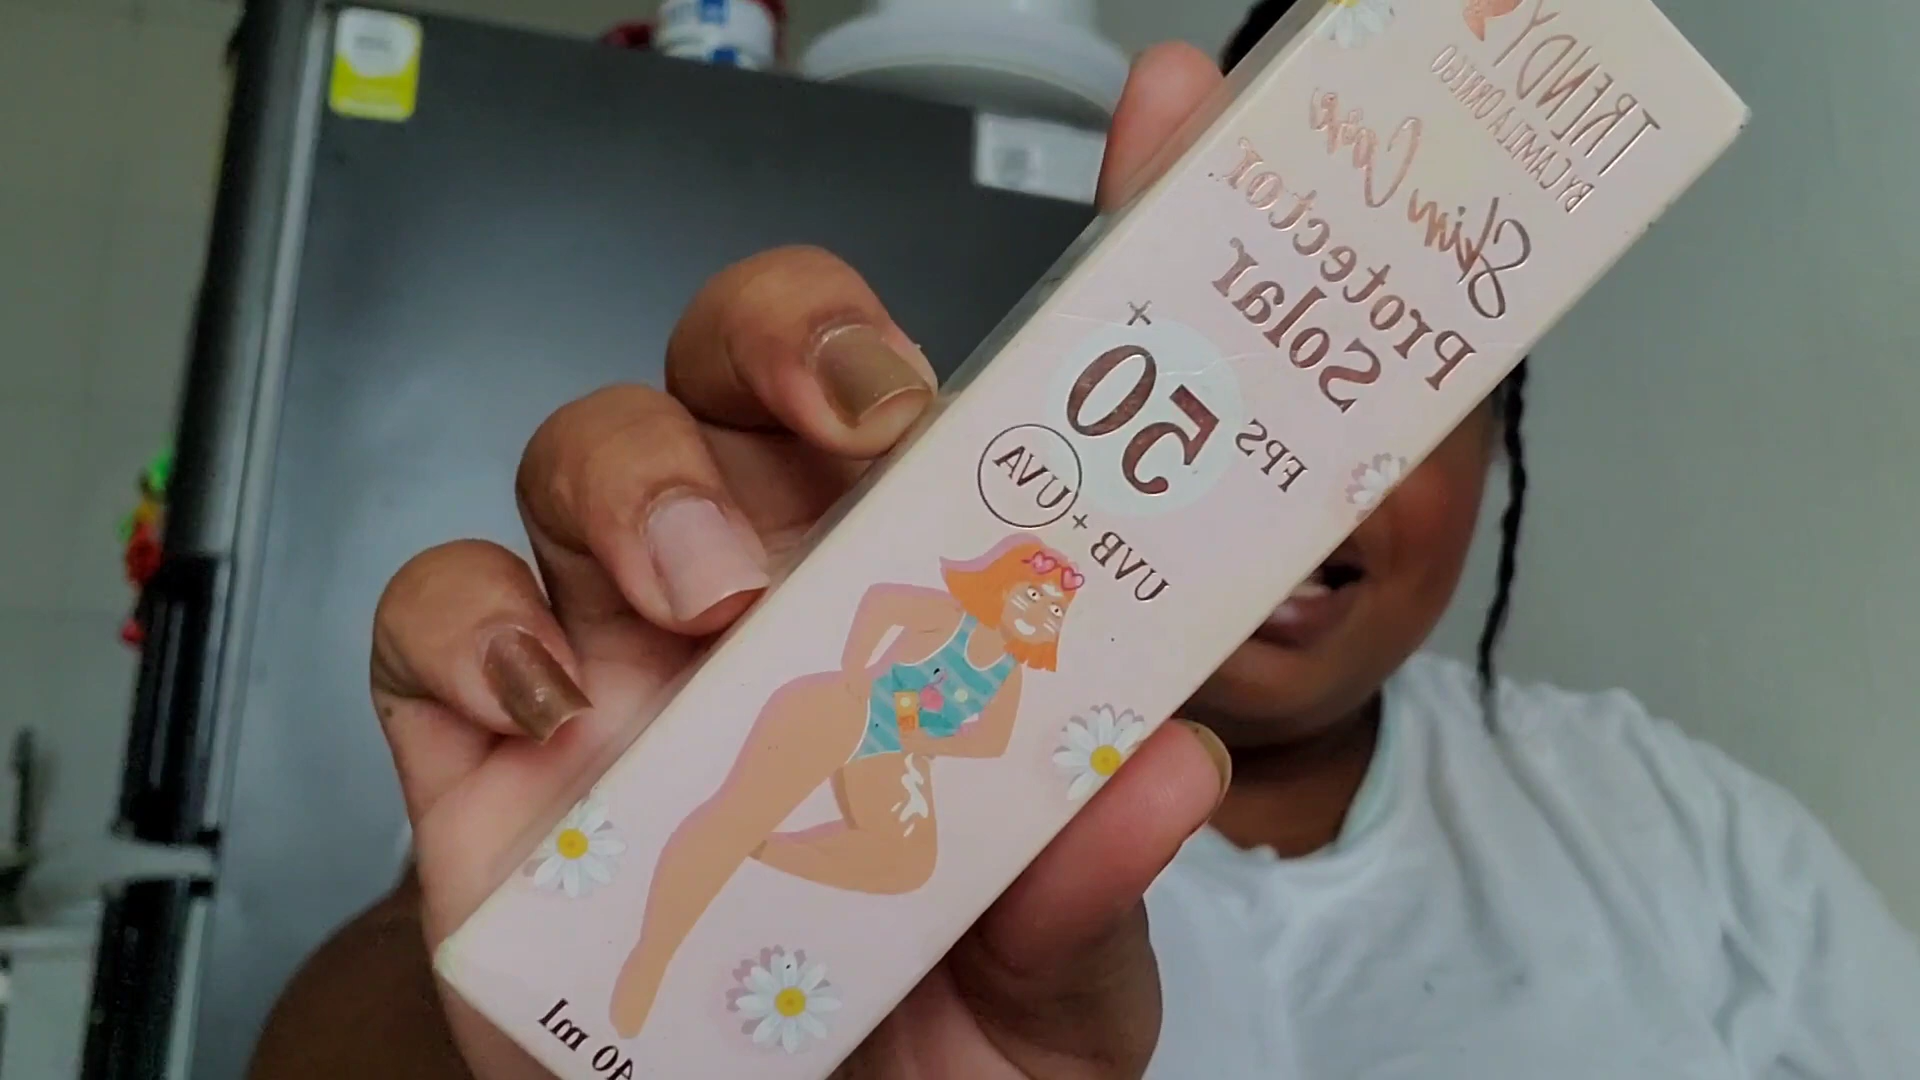 TRENDY
BY CAMILA ORREGO
Skin Care
Protector
Solar
FPS 50+
UVB + UVA
40 ml